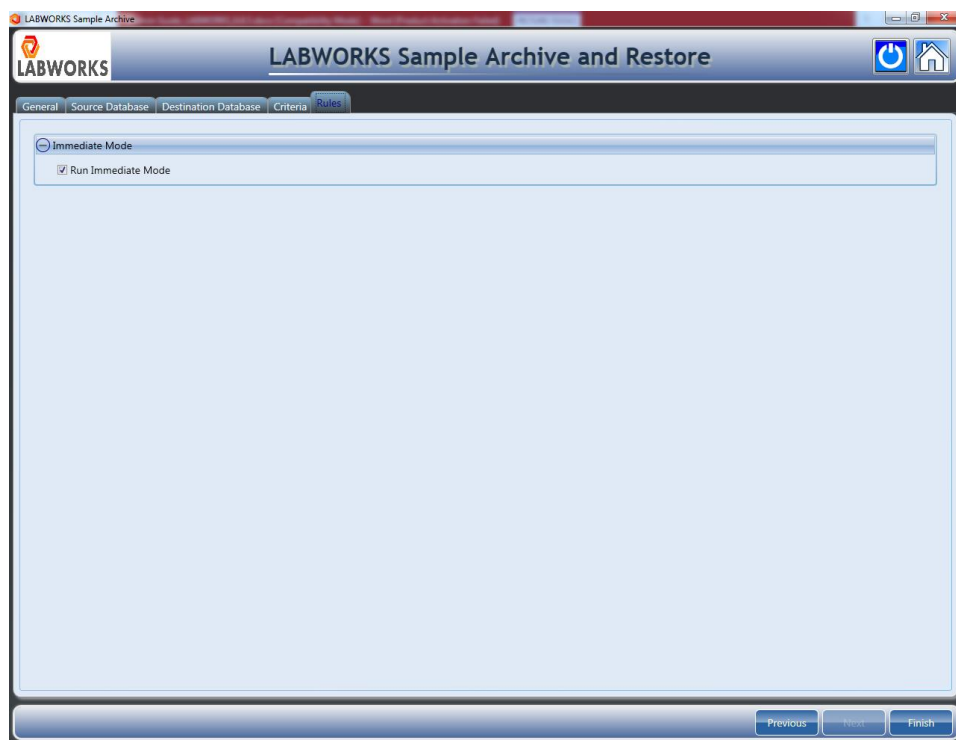 LABWORKS Sample Archive
LABWORKS
LABWORKS Sample Archive and Restore
General Source Database Destination Database Criteria Rules
Immediate Mode
Run Immediate Mode
Previous Next Finish